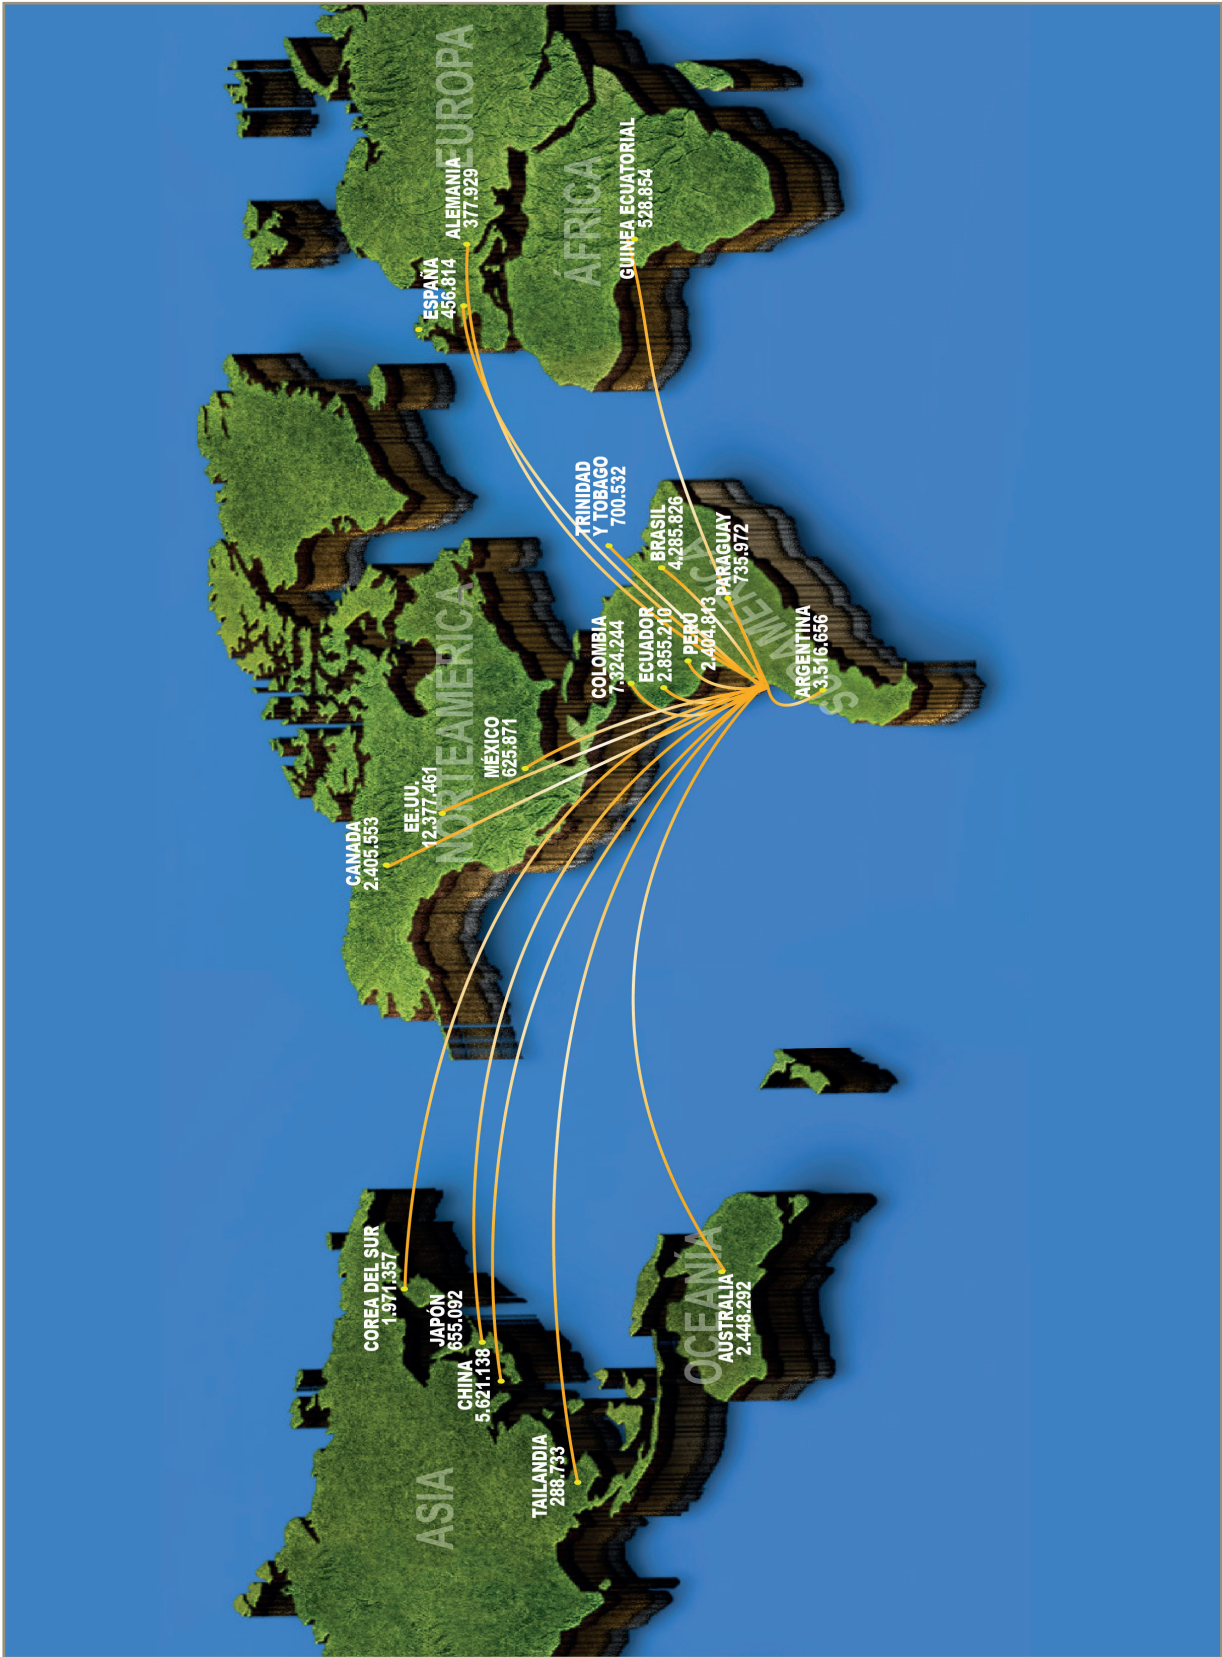 ASIA
COREA DEL SUR
1.971.357
JAPÓN
655.092
CHINA
5.621.138
TAILANDIA
288.733
OCEANÍA
AUSTRALIA
2.448.292
NORTEAMERICA
CANADA
2.405.553
EE.UU.
12.377.461
MÉXICO
625.871
SUDAMERICA
COLOMBIA
7.324.244
ECUADOR
2.855.210
PERÚ
2.404.813
ARGENTINA
3.516.656
TRINIDAD
Y TOBAGO
700.532
BRASIL
4.285.826
PARAGUAY
735.972
EUROPA
ESPAÑA
456.814
ALEMANIA
377.929
ÁFRICA
GUINEA ECUATORIAL
528.854